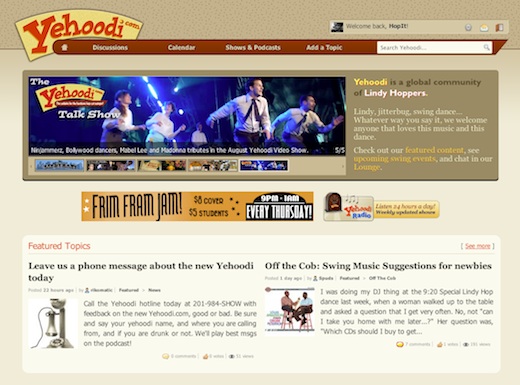 Yehoodi.com
Welcome back, HopIt!
Discussions Calendar Shows & Podcasts Add a Topic
Search Yehoodi...
The
Yehoodi.com
Talk Show
Ninjammerz, Bollywood dancers, Mabel Lee and Madonna tributes in the August Yehoodi Video Show. 5/5
Yehoodi is a global community
of Lindy Hoppers.
Lindy, jitterbug, swing dance...
Whatever way you say it, we welcome
anyone that loves this music and this
dance.
Check out our featured content, see
upcoming swing events, and chat in our
Lounge.
FRIM FRAM JAM!
$8 COVER
$5 STUDENTS
9PM - 1AM
EVERY THURSDAY!
Yehoodi
Radio
Listen 24 hours a day!
Weekly updated shows
Featured Topics
[ See more ]
Leave us a phone message about the new Yehoodi
today
Posted 22 hours ago | by rikomatic | Featured > News
Call the Yehoodi hotline today at 201-984-SHOW with
feedback on the new Yehoodi.com, good or bad. Be sure
and say your yehoodi name, and where you are calling
from, and if you are drunk or not. We'll play best msgs
on the podcast!
0 comments | 0 votes | 91 views
Off the Cob: Swing Music Suggestions for newbies
Posted 1 day ago | by Spuds | Featured > Off The Cob
I was doing my DJ thing at the 9:20 Special Lindy Hop
dance last week, when a woman walked up to the table
and asked a question that I get very often. No, not "can
I take you home with me later...?" Her question was,
"Which CDs should I buy to get...
7 comments | 0 votes |